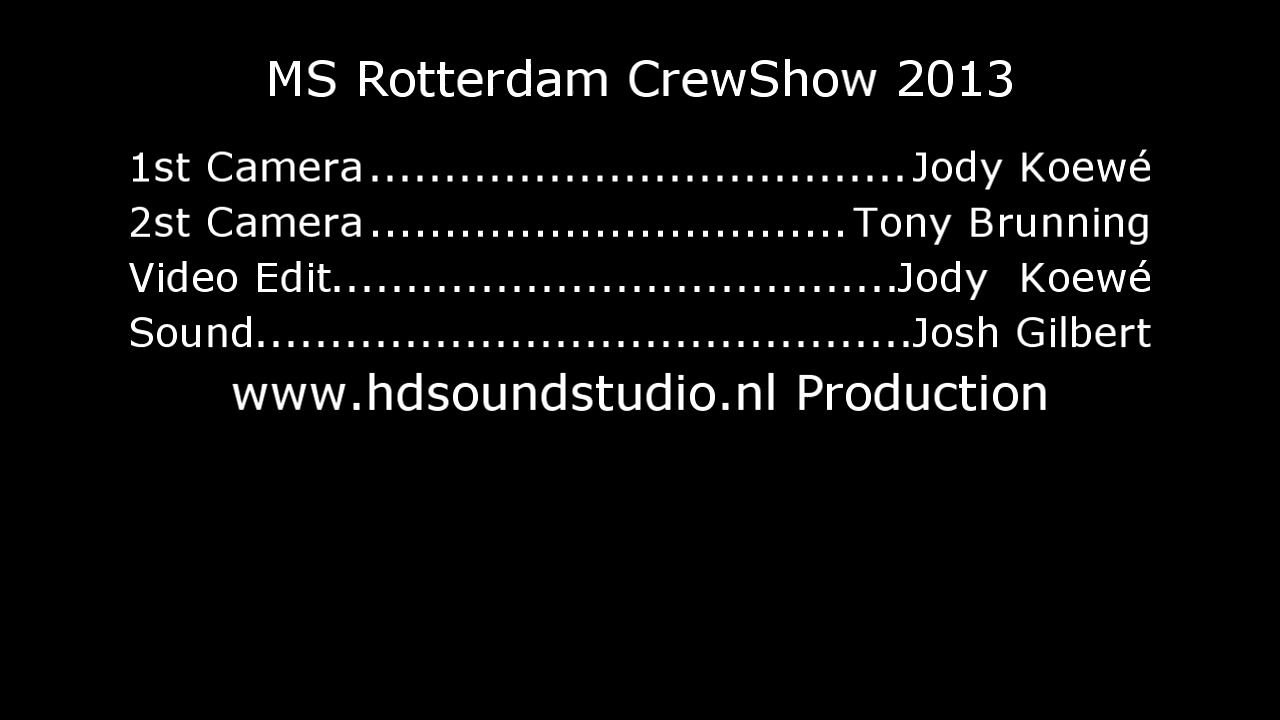 MS Rotterdam CrewShow 2013
1st Camera....................................Jody Koewé
2st Camera................................Tony Brunning
Video Edit......................................Jody  Koewé
Sound............................................Josh Gilbert
www.hdsoundstudio.nl Production